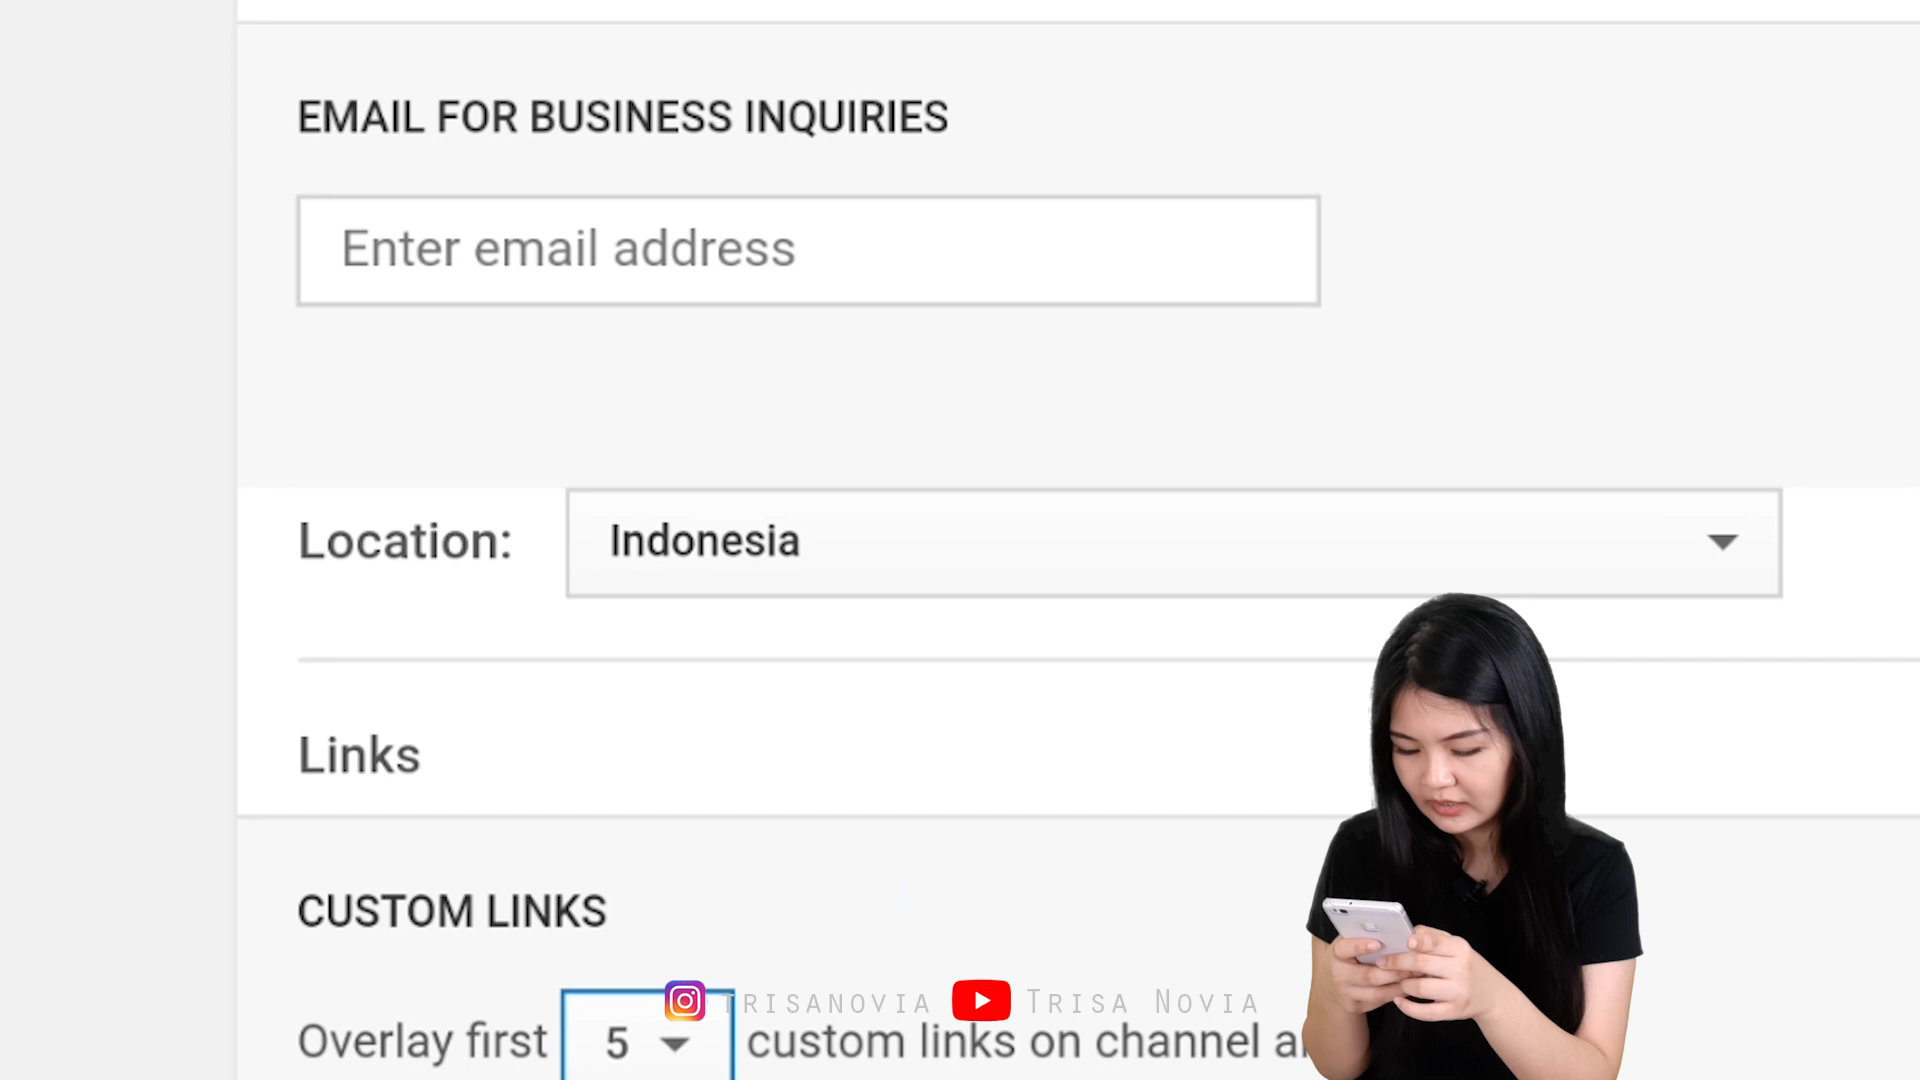 EMAIL FOR BUSINESS INQUIRIES
Enter email address
Location: Indonesia
Links
CUSTOM LINKS
TRISANOVIA TRISA NOVIA
Overlay first 5 custom links on channel